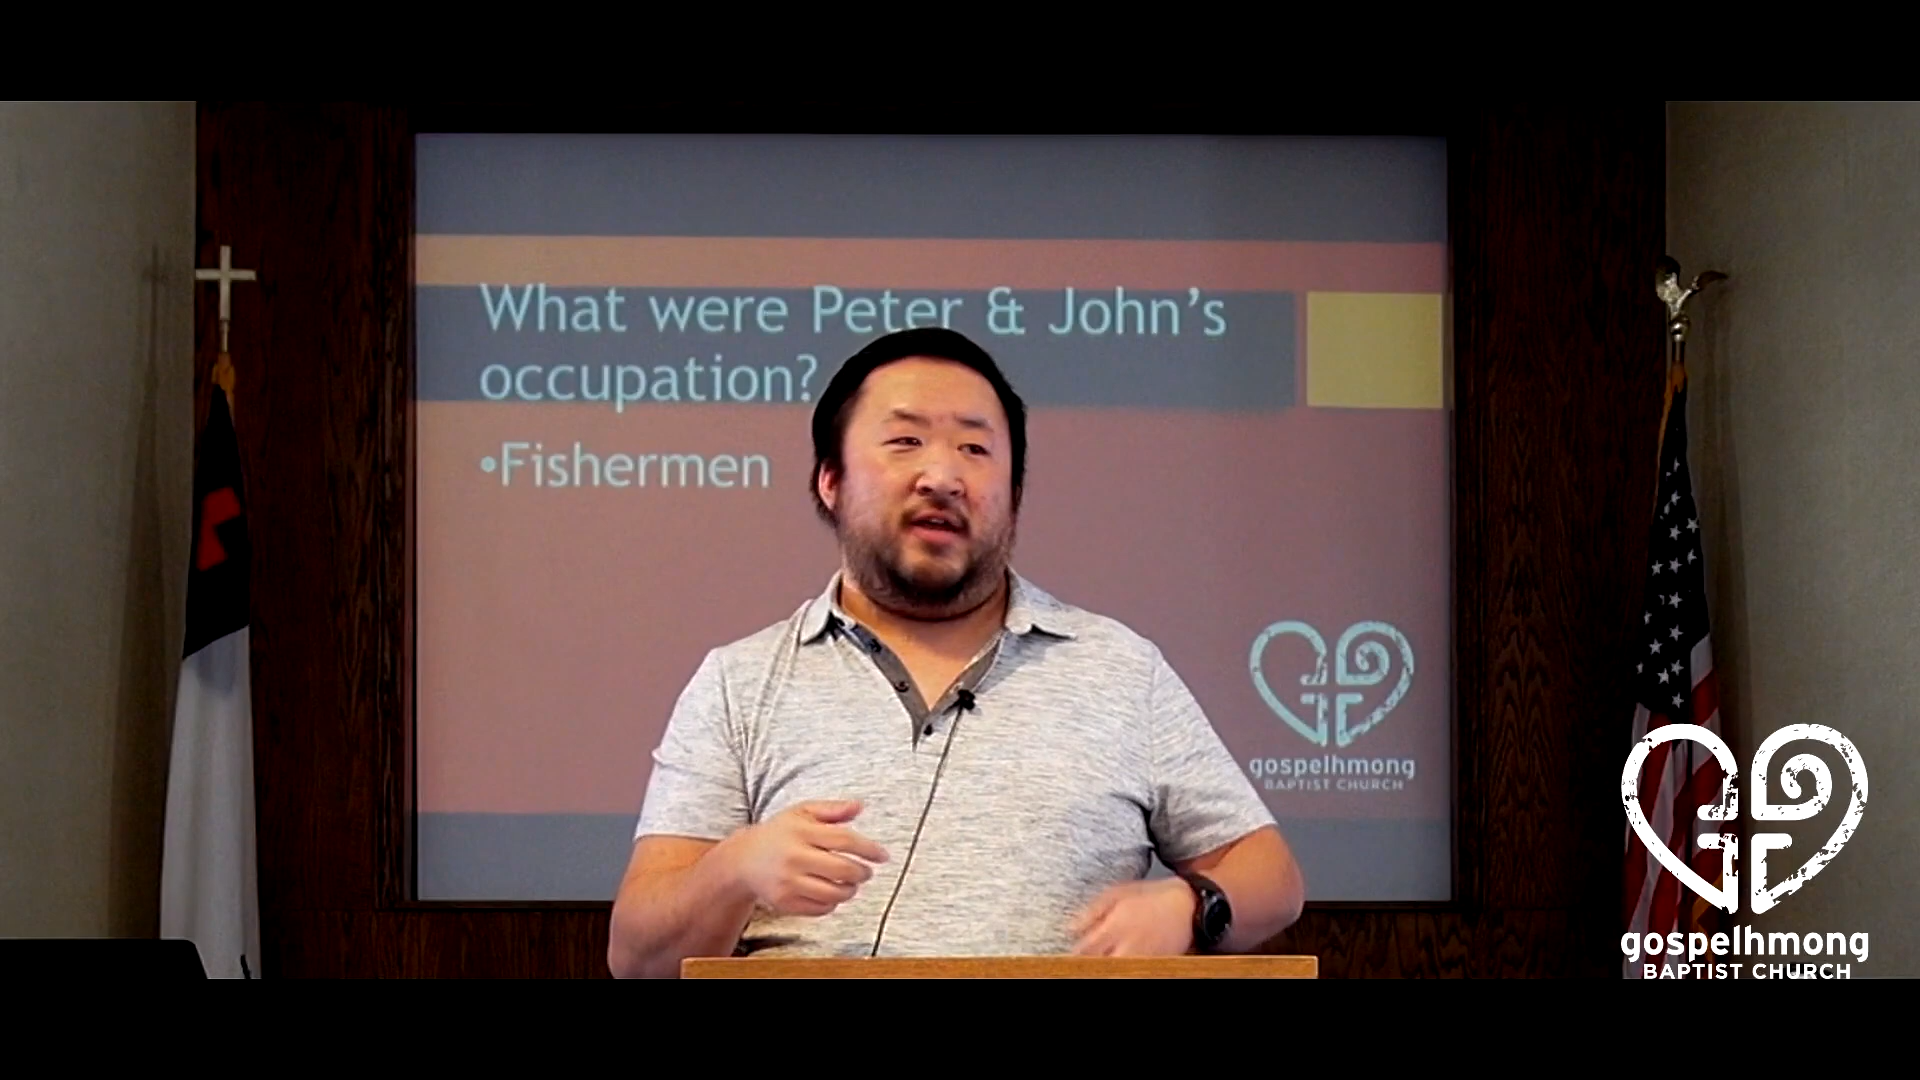 What were Peter & John's
occupation?
•Fishermen
gospelhmong
BAPTIST CHURCH
gospelhmong
BAPTIST CHURCH